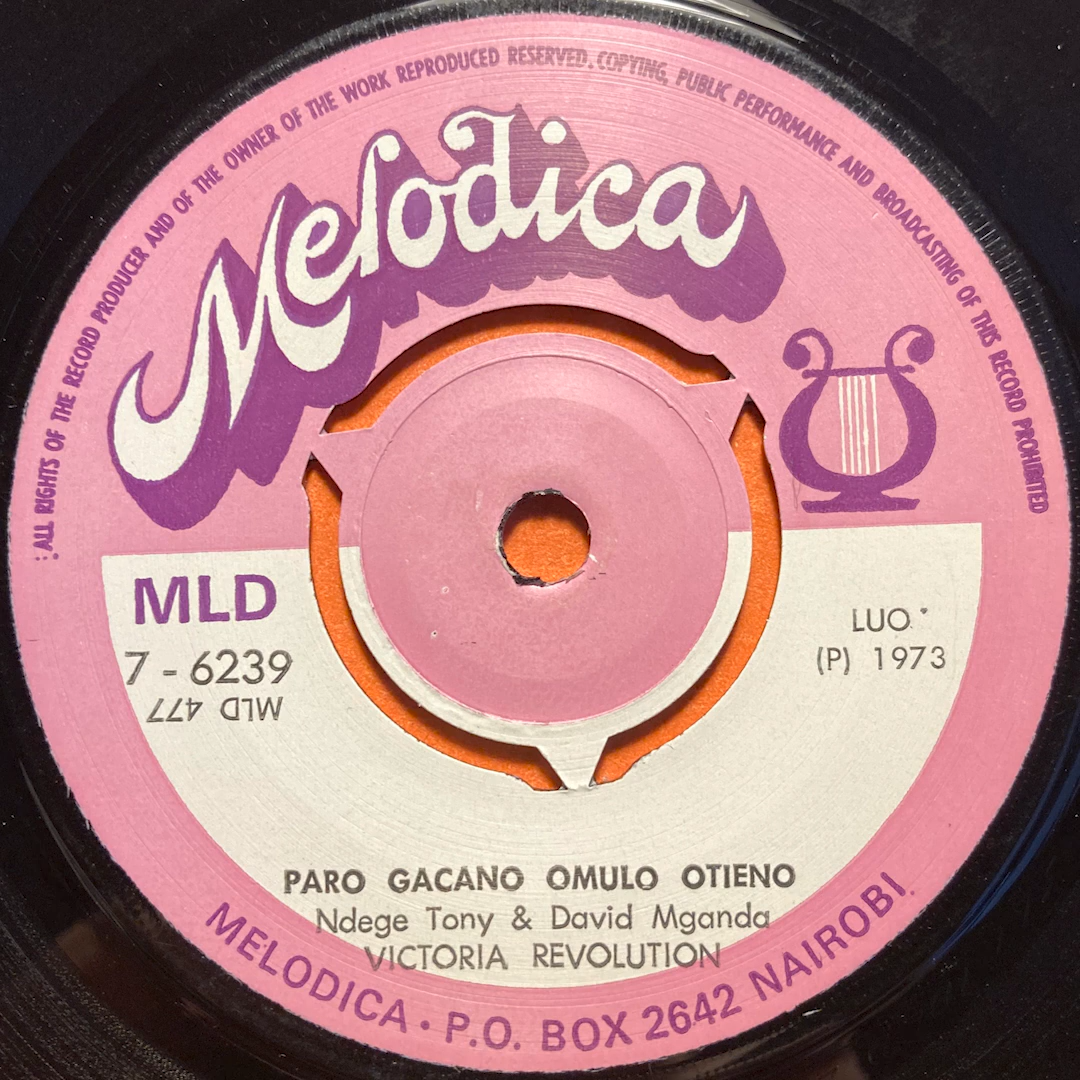 : ALL RIGHTS OF THE RECORD PRODUCER AND OF THE OWNER OF THE WORK REPRODUCED RESERVED. COPYING, PUBLIC PERFORMANCE AND BROADCASTING OF THIS RECORD PROHIBITED
Melodica
MLD
7 - 6239
MLD 477
LUO.
(P) 1973
PARO GACANO OMULO OTIENO
Ndege Tony & David Mganda
VICTORIA REVOLUTION
MELODICA • P.O. BOX 2642 NAIROBI.